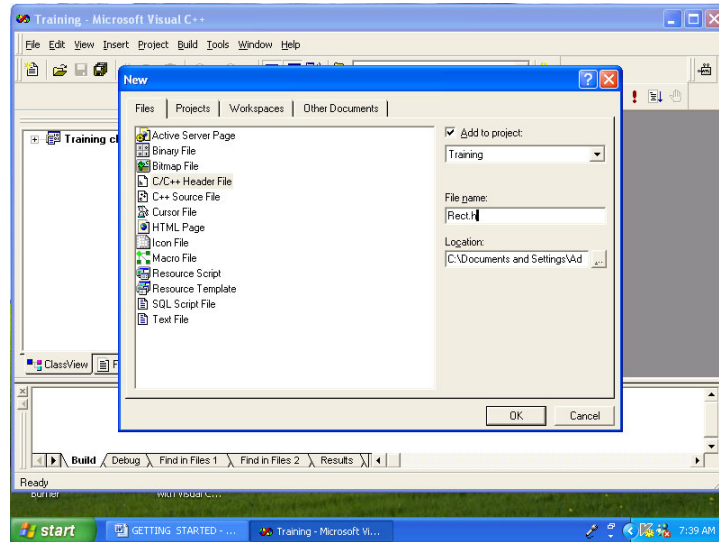 Training - Microsoft Visual C++
File Edit View Insert Project Build Tools Window Help
New
Files Projects Workspaces Other Documents
Training cl
Active Server Page
Binary File
Bitmap File
C/C++ Header File
C++ Source File
Cursor File
HTML Page
Icon File
Macro File
Resource Script
Resource Template
SQL Script File
Text File
Add to project:
Training
File name:
Rect.h
Location:
C:\Documents and Settings\Ad
...
OK Cancel
ClassView F
Build Debug Find in Files 1 Find in Files 2 Results
Ready
Burner with Visual C...
start GETTING STARTED - ... Training - Microsoft Vi... 7:39 AM